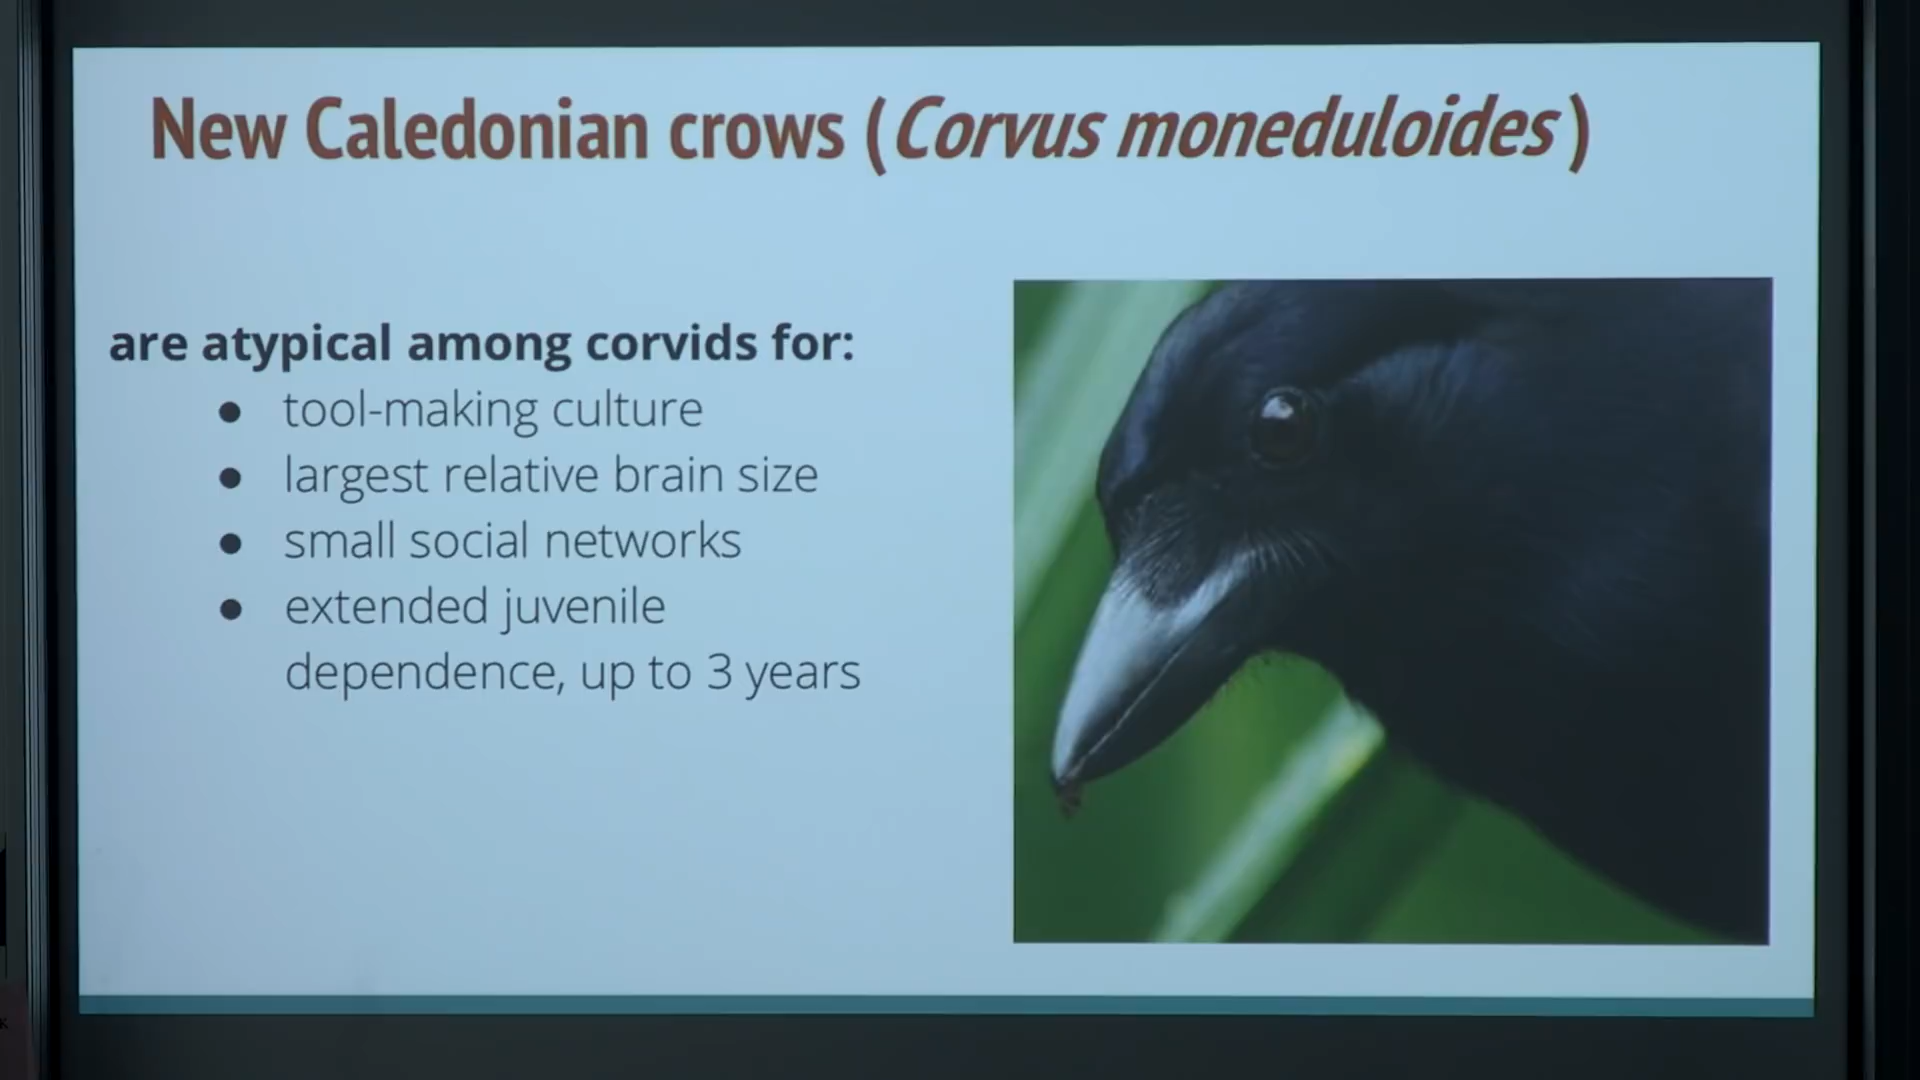 New Caledonian crows (Corvus moneduloides)
are atypical among corvids for:
● tool-making culture
● largest relative brain size
● small social networks
● extended juvenile
dependence, up to 3 years